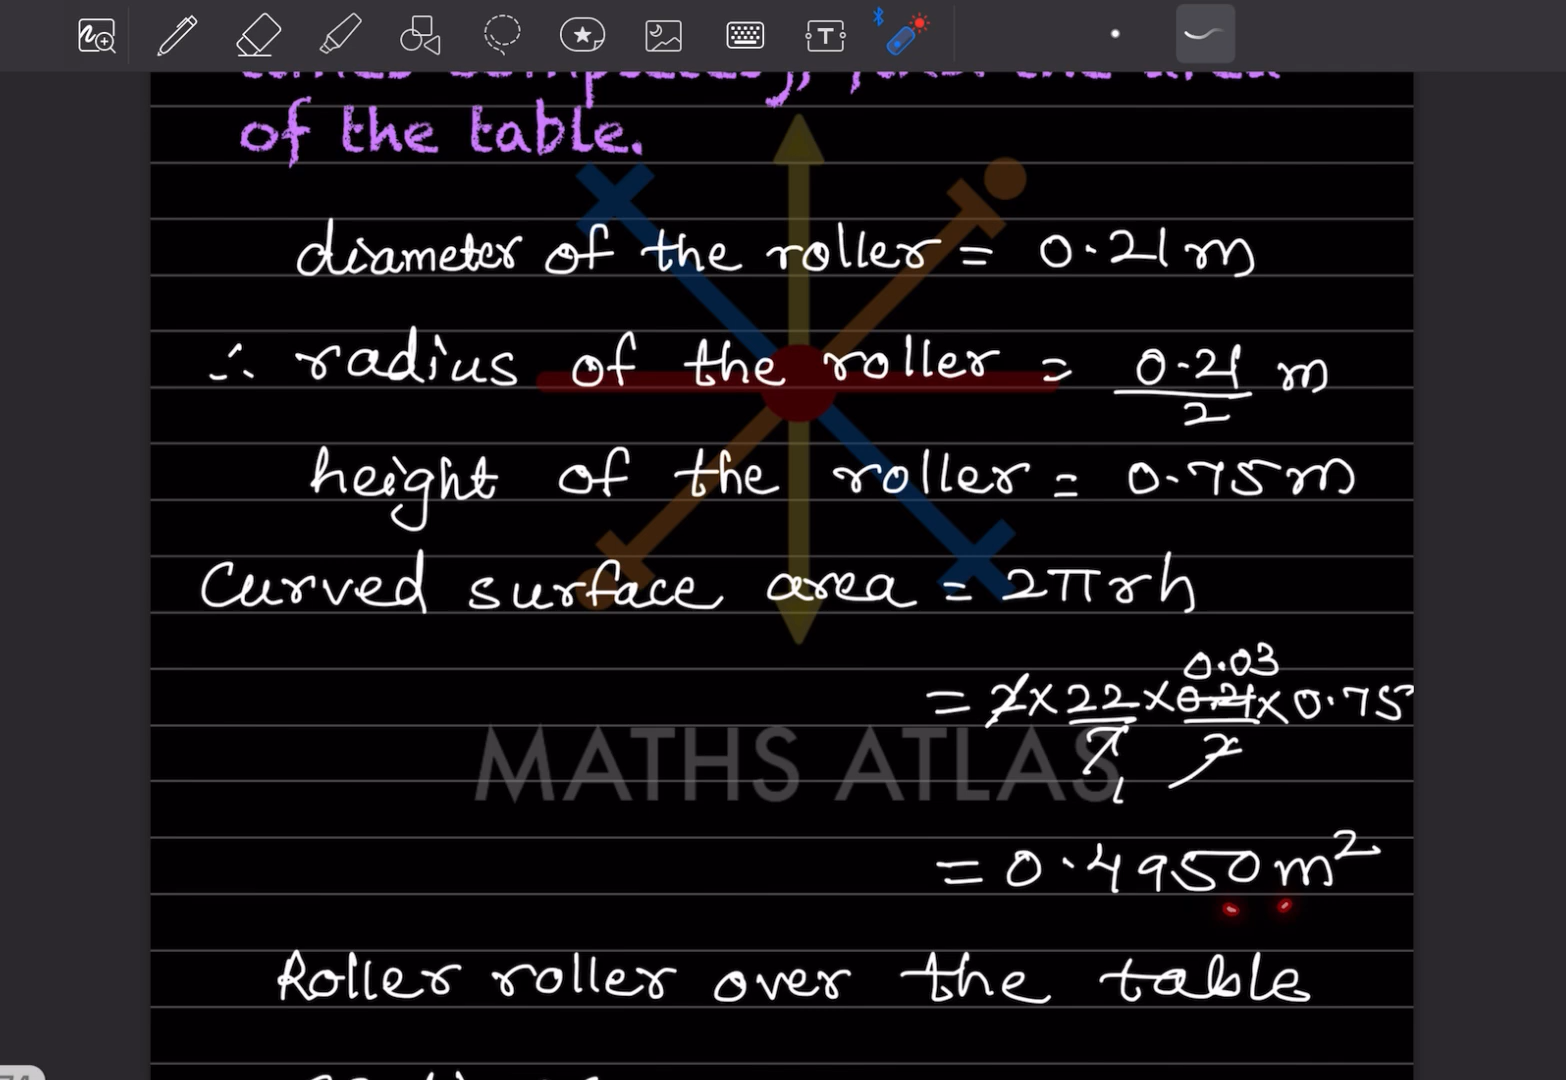 of the table.
diameter of the roller = 0.21 m
∴ radius of the roller = 0.21/2 m
height of the roller = 0.75 m
Curved surface area = 2πrh
0.03
= 2 × 22/7 × 0.21/2 × 0.75
1
= 0.4950 m²
MATHS ATLAS
Roller roller over the table